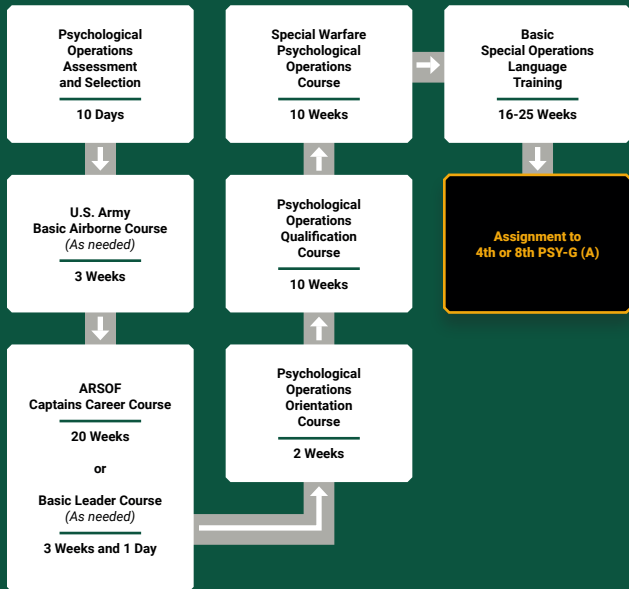 Psychological
Operations
Assessment
and Selection
10 Days
U.S. Army
Basic Airborne Course
(As needed)
3 Weeks
ARSOF
Captains Career Course
20 Weeks
or
Basic Leader Course
(As needed)
3 Weeks and 1 Day
Psychological
Operations
Orientation
Course
2 Weeks
Psychological
Operations
Qualification
Course
10 Weeks
Special Warfare
Psychological
Operations
Course
10 Weeks
Basic
Special Operations
Language
Training
16-25 Weeks
Assignment to
4th or 8th PSY-G (A)